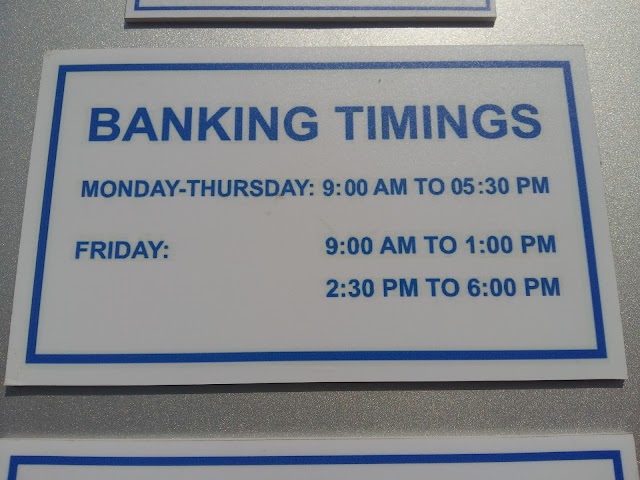 BANKING TIMINGS
MONDAY-THURSDAY: 9:00 AM TO 05:30 PM
FRIDAY: 9:00 AM TO 1:00 PM
2:30 PM TO 6:00 PM